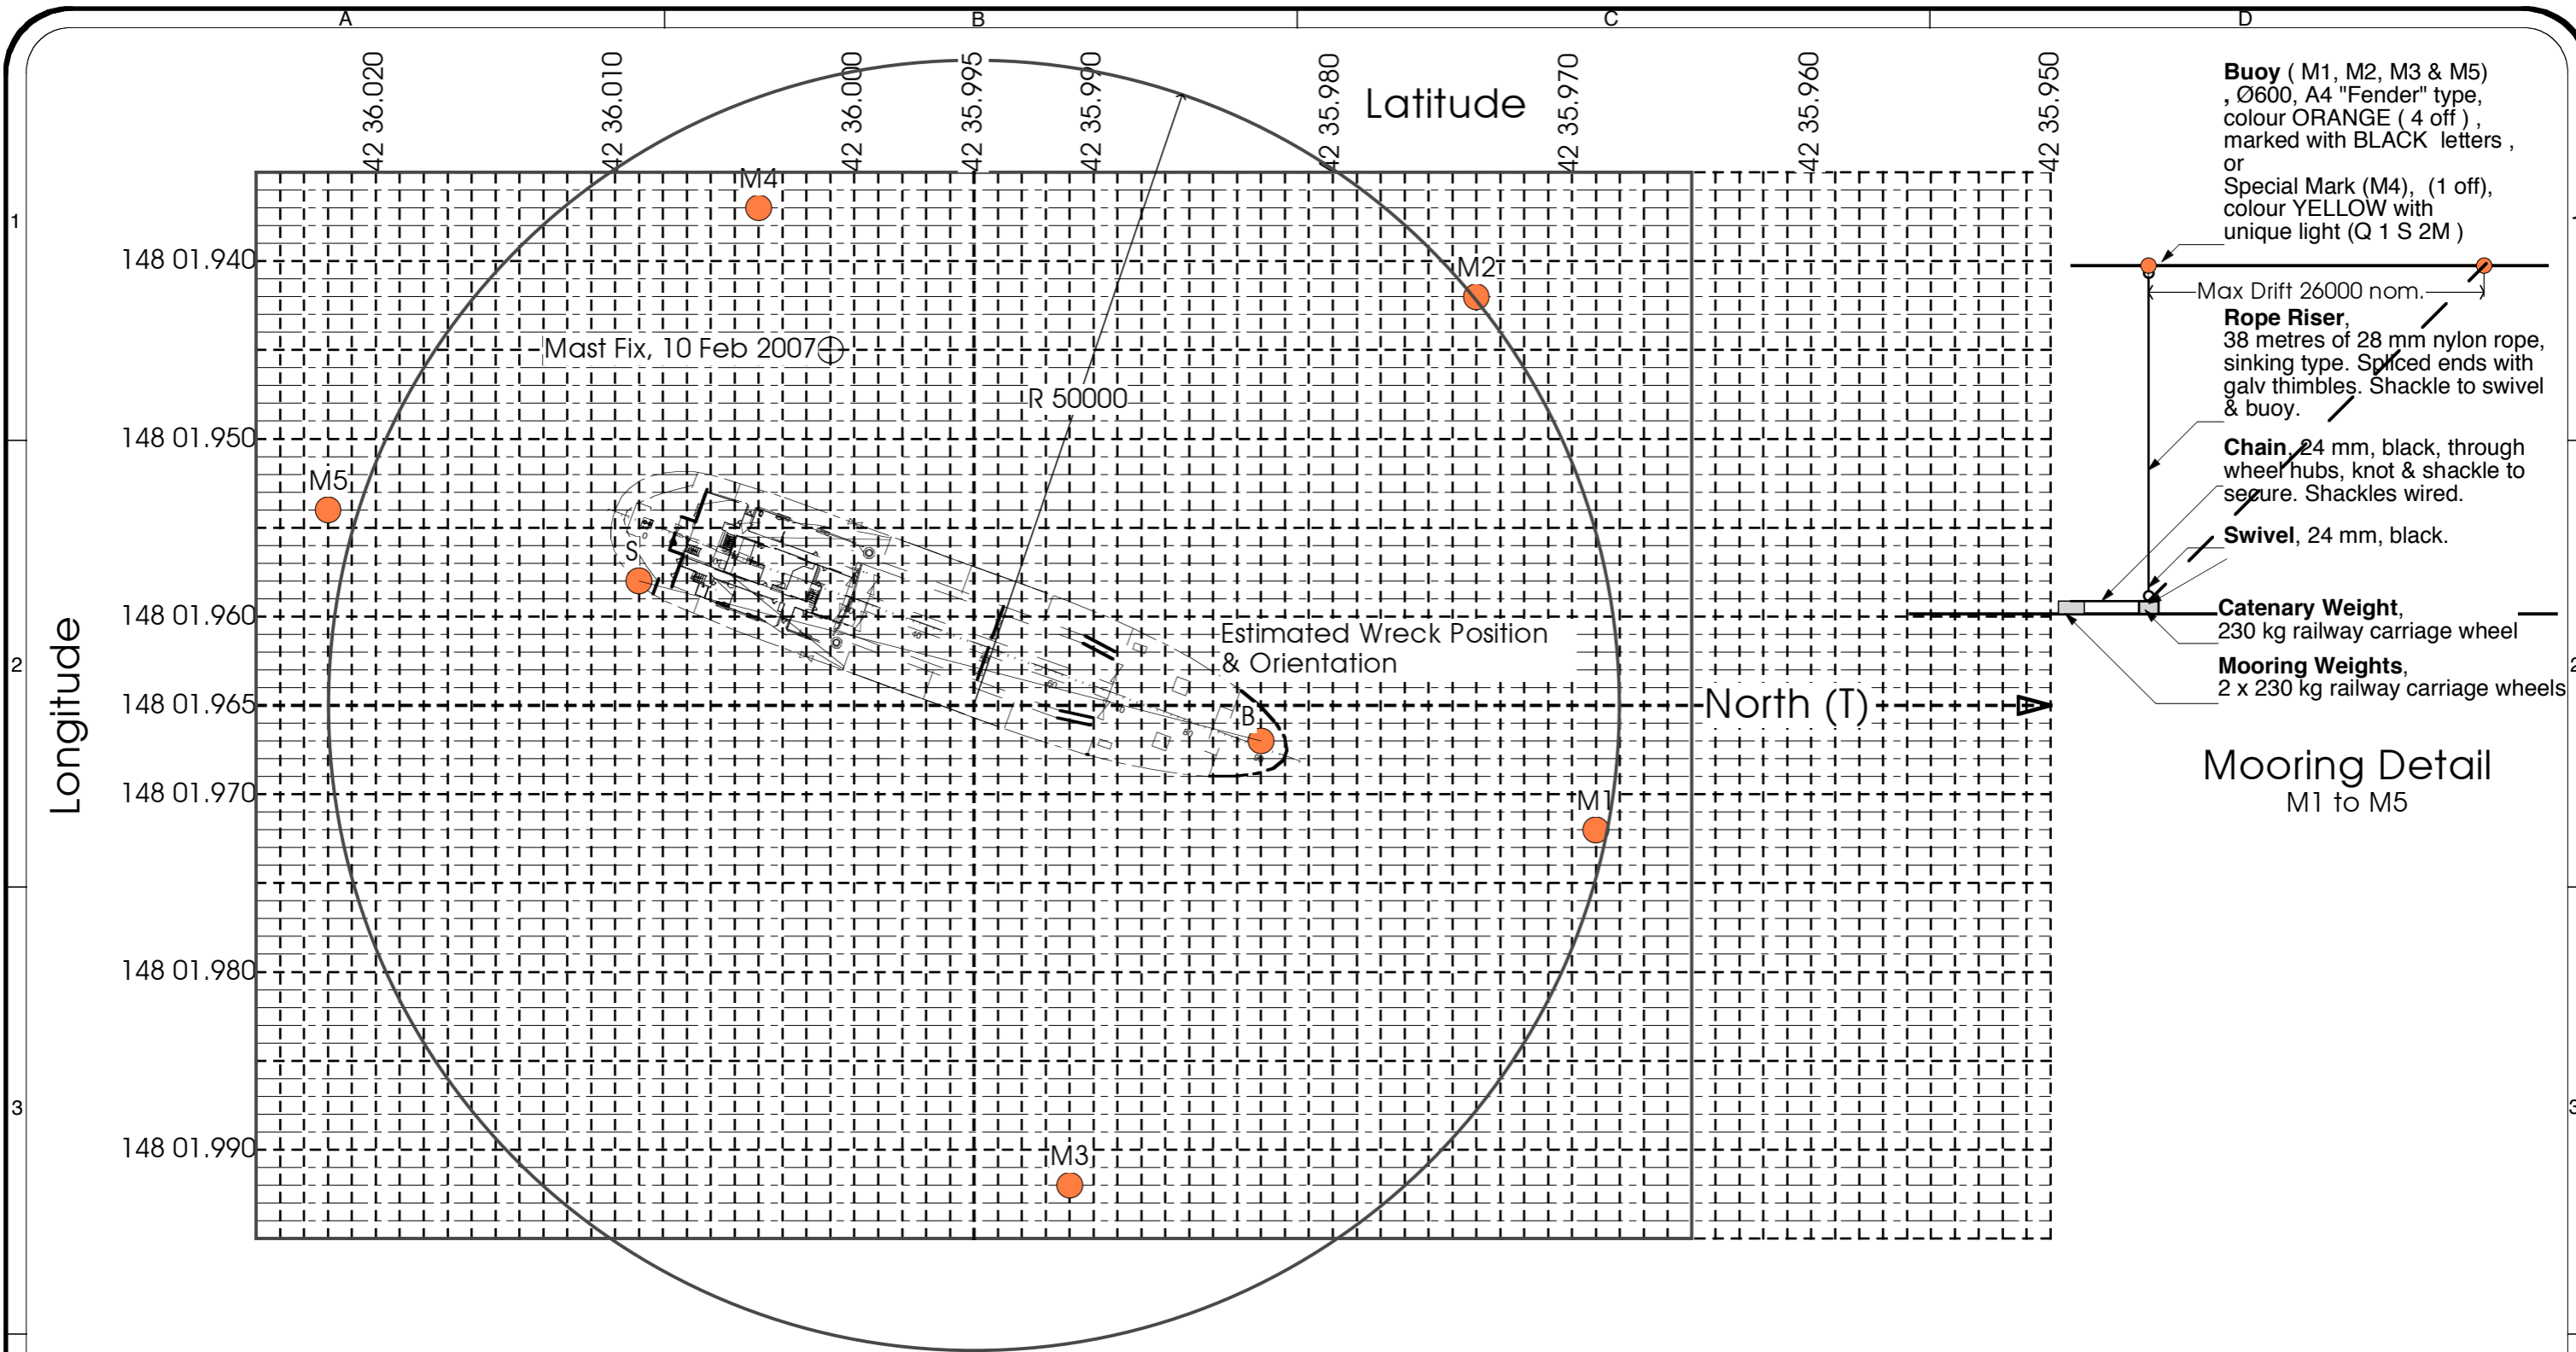 A
B
C
D
42 36.020
42 36.010
42 36.000
42 35.995
42 35.990
42 35.980
42 35.970
42 35.960
42 35.950
Latitude
Buoy ( M1, M2, M3 & M5)
, Ø600, A4 "Fender" type,
colour ORANGE ( 4 off ) ,
marked with BLACK letters ,
or
Special Mark (M4), (1 off),
colour YELLOW with
unique light (Q 1 S 2M )
1
1
M4
148 01.940
M2
Max Drift 26000 nom.
Rope Riser,
38 metres of 28 mm nylon rope,
sinking type. Spliced ends with
galv thimbles. Shackle to swivel
& buoy.
Mast Fix, 10 Feb 2007
R 50000
148 01.950
Chain, 24 mm, black, through
wheel hubs, knot & shackle to
secure. Shackles wired.
M5
Swivel, 24 mm, black.
S
148 01.960
Catenary Weight,
230 kg railway carriage wheel
Estimated Wreck Position
& Orientation
2
2
Mooring Weights,
2 x 230 kg railway carriage wheels
Longitude
148 01.965
North (T)
B
Mooring Detail
M1 to M5
148 01.970
M1
148 01.980
3
3
148 01.990
M3